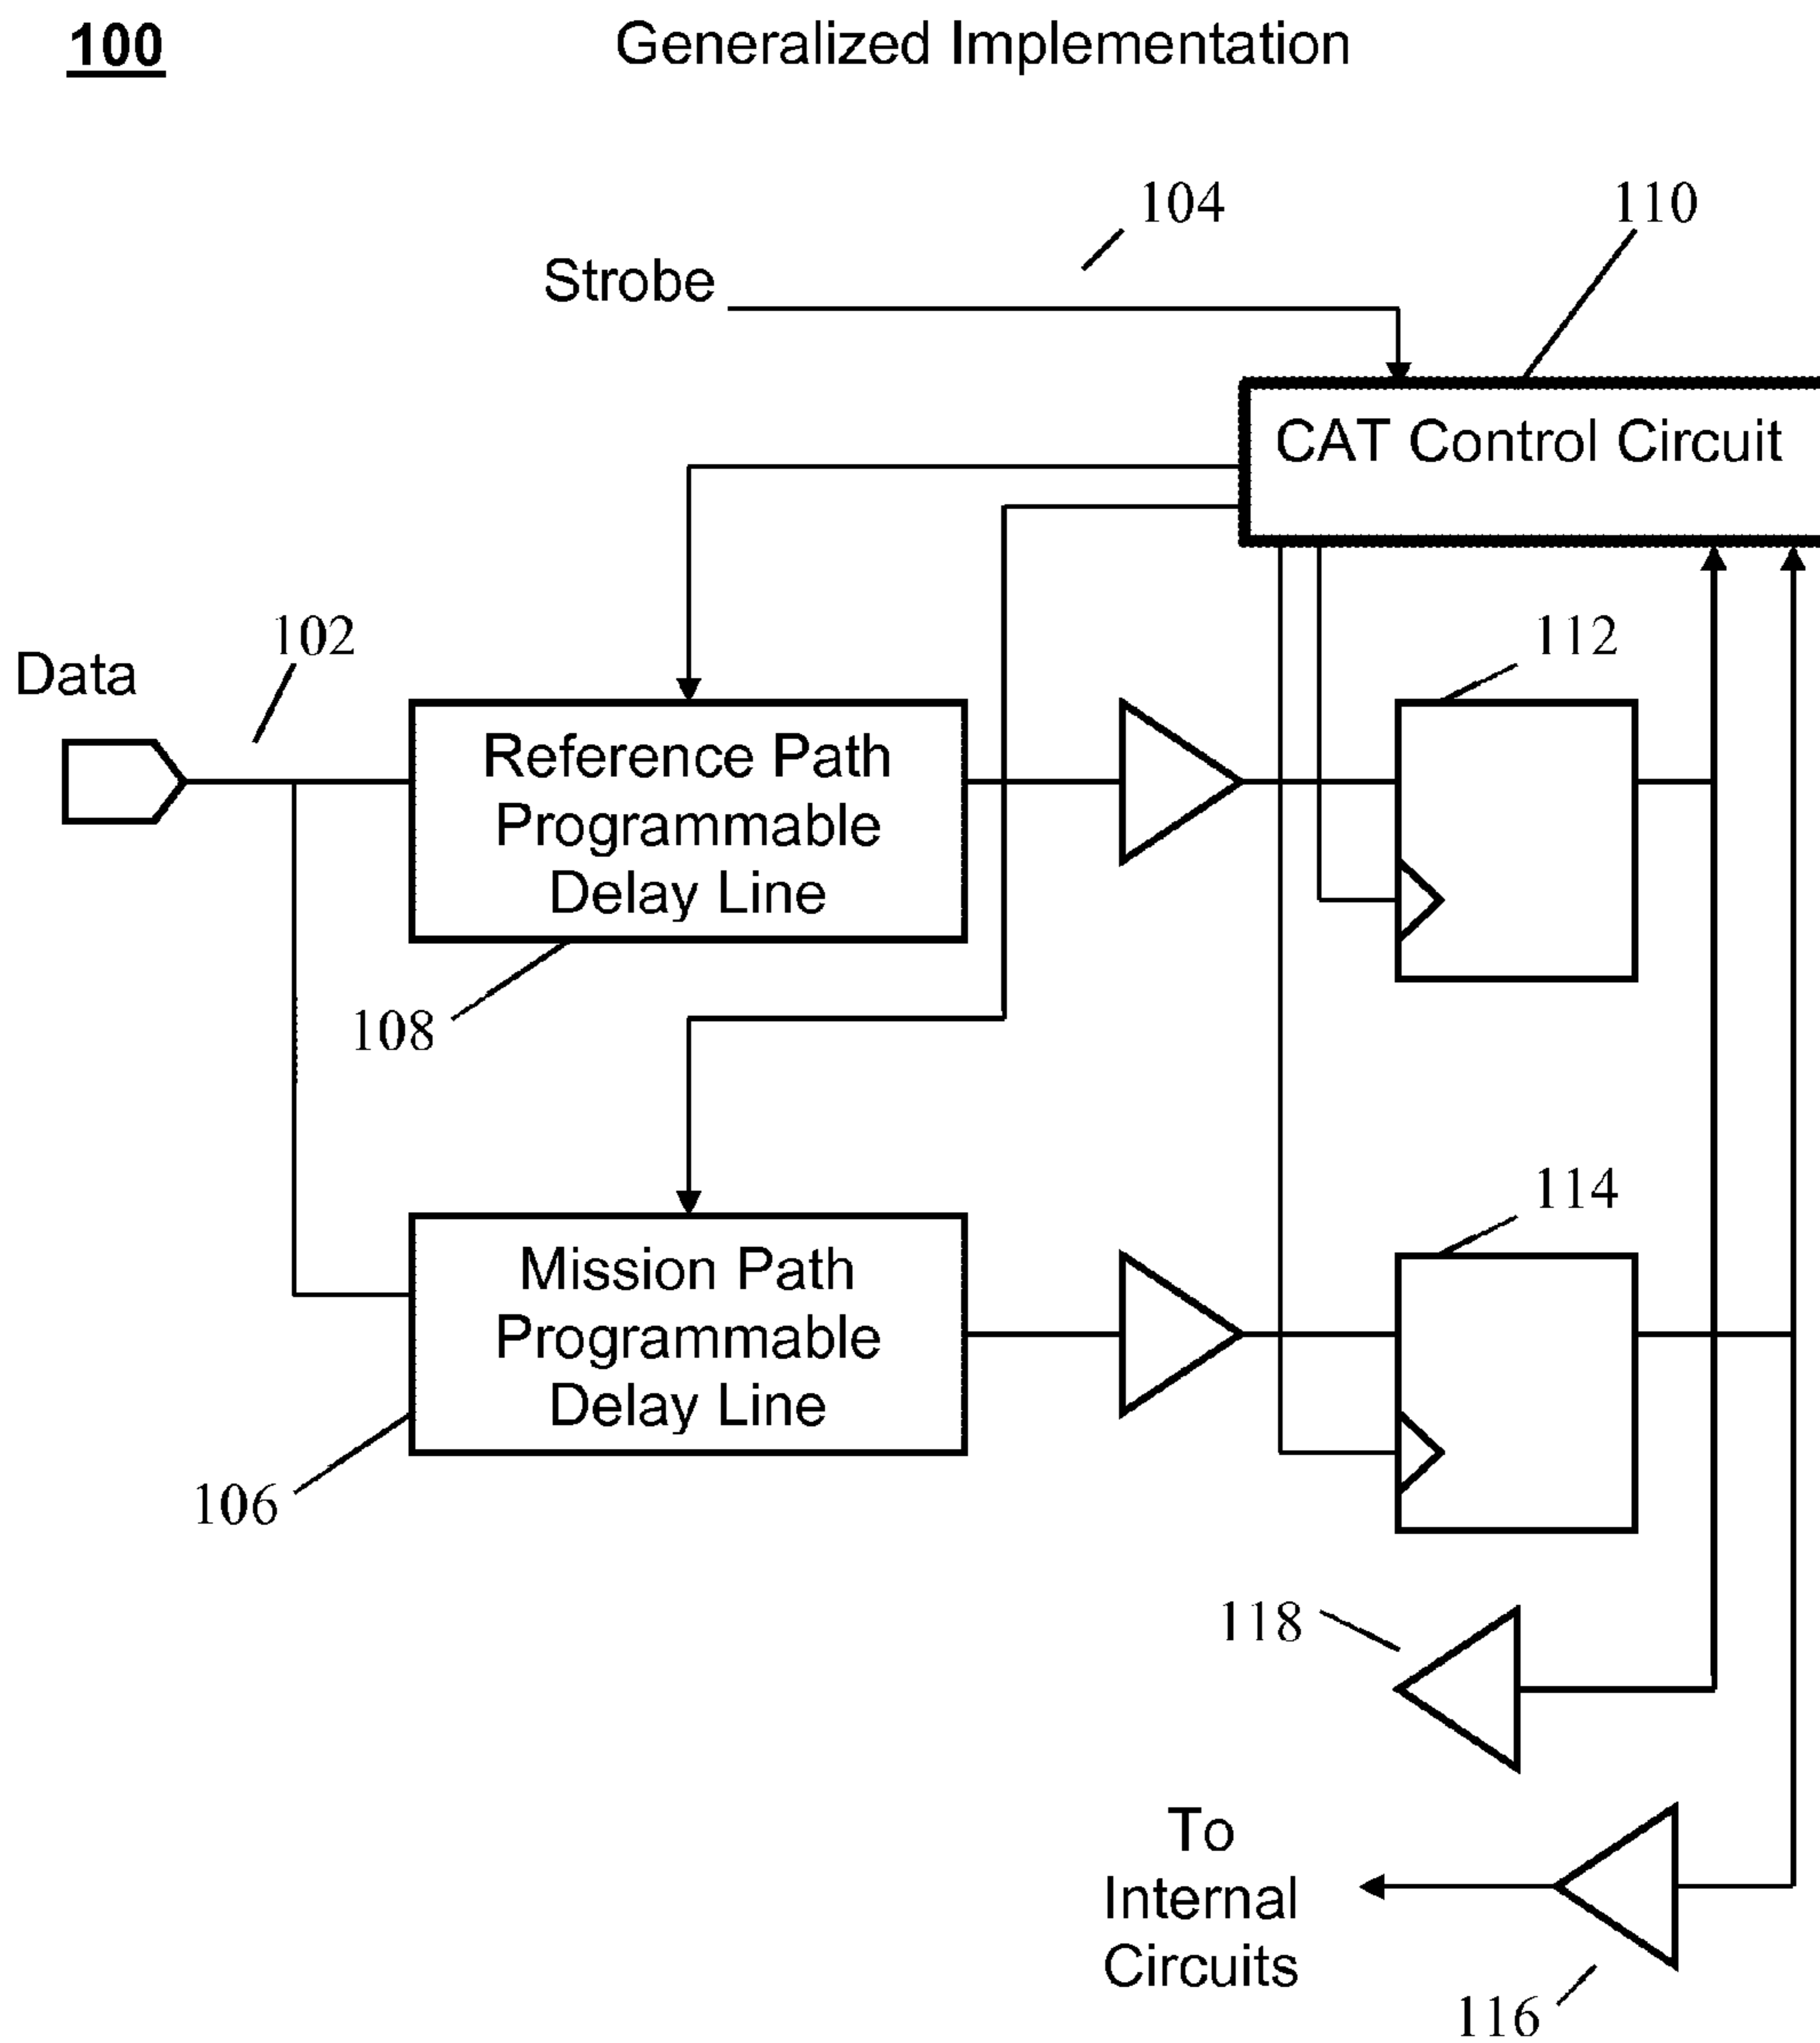 100
Generalized Implementation
104
110
Strobe
CAT Control Circuit
102
112
Data
Reference Path
Programmable
Delay Line
108
114
Mission Path
Programmable
Delay Line
106
118
To
Internal
Circuits
116